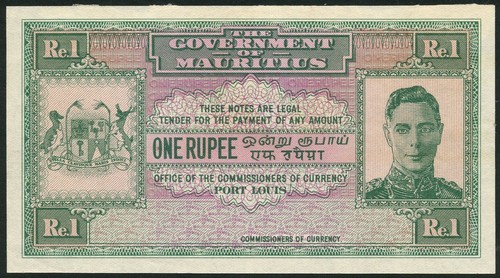 Re.1
THE
GOVERNMENT
OF
MAURITIUS
Re.1
THESE NOTES ARE LEGAL
TENDER FOR THE PAYMENT OF ANY AMOUNT
ONE RUPEE
ஒன்று ரூபாய்
एक रुपया
OFFICE OF THE COMMISSIONERS OF CURRENCY
PORT LOUIS.
Re.1
COMMISSIONERS OF CURRENCY.
Re.1